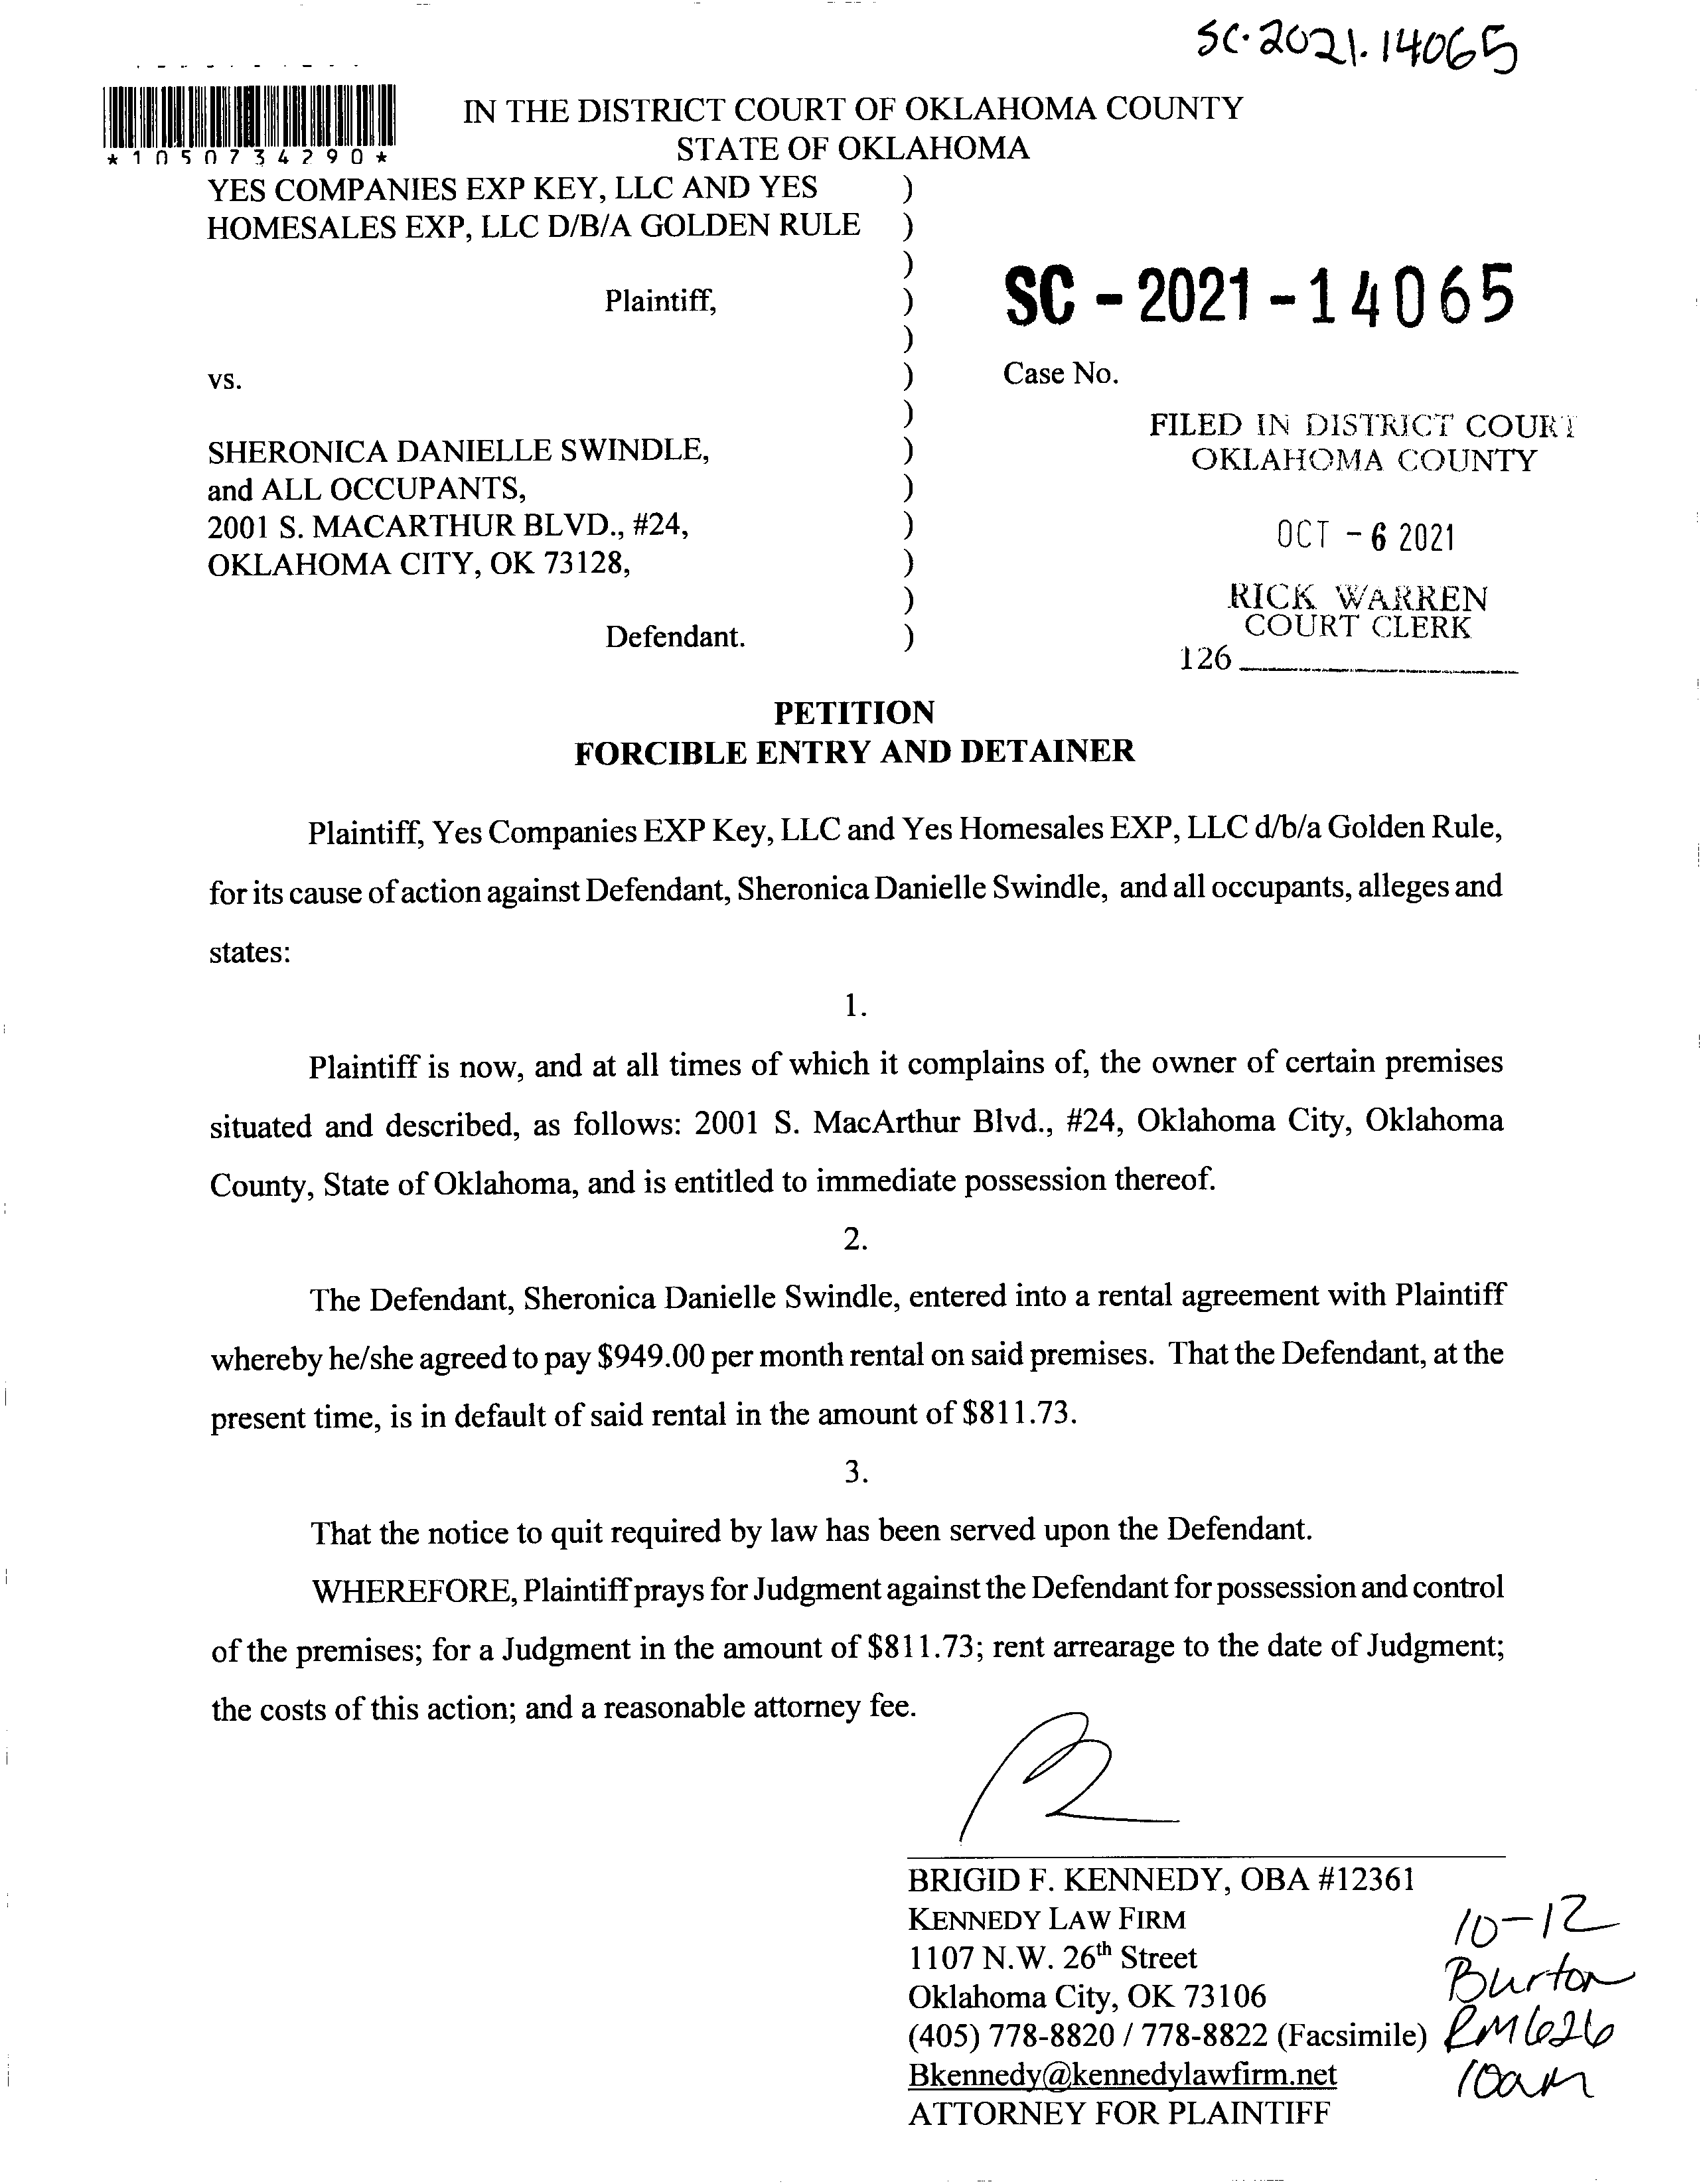 SC-2021-14065
IN THE DISTRICT COURT OF OKLAHOMA COUNTY
STATE OF OKLAHOMA
*1050734290*
YES COMPANIES EXP KEY, LLC AND YES )
HOMESALES EXP, LLC D/B/A GOLDEN RULE )
)
Plaintiff, )
SC - 2021 - 14065
)
vs. )
Case No.
)
FILED IN DISTRICT COURT
OKLAHOMA COUNTY
SHERONICA DANIELLE SWINDLE, )
and ALL OCCUPANTS, )
2001 S. MACARTHUR BLVD., #24, )
OCT - 6 2021
OKLAHOMA CITY, OK 73128, )
)
RICK WARREN
COURT CLERK
Defendant. )
126
PETITION
FORCIBLE ENTRY AND DETAINER
Plaintiff, Yes Companies EXP Key, LLC and Yes Homesales EXP, LLC d/b/a Golden Rule,
for its cause of action against Defendant, Sheronica Danielle Swindle, and all occupants, alleges and
states:
1.
Plaintiff is now, and at all times of which it complains of, the owner of certain premises
situated and described, as follows: 2001 S. MacArthur Blvd., #24, Oklahoma City, Oklahoma
County, State of Oklahoma, and is entitled to immediate possession thereof.
2.
The Defendant, Sheronica Danielle Swindle, entered into a rental agreement with Plaintiff
whereby he/she agreed to pay $949.00 per month rental on said premises. That the Defendant, at the
present time, is in default of said rental in the amount of $811.73.
3.
That the notice to quit required by law has been served upon the Defendant.
WHEREFORE, Plaintiff prays for Judgment against the Defendant for possession and control
of the premises; for a Judgment in the amount of $811.73; rent arrearage to the date of Judgment;
the costs of this action; and a reasonable attorney fee.
BRIGID F. KENNEDY, OBA #12361
KENNEDY LAW FIRM
1107 N.W. 26th Street
Oklahoma City, OK 73106
(405) 778-8820 / 778-8822 (Facsimile)
Bkennedy@kennedylawfirm.net
ATTORNEY FOR PLAINTIFF
10-12
Burton
RM626
10am